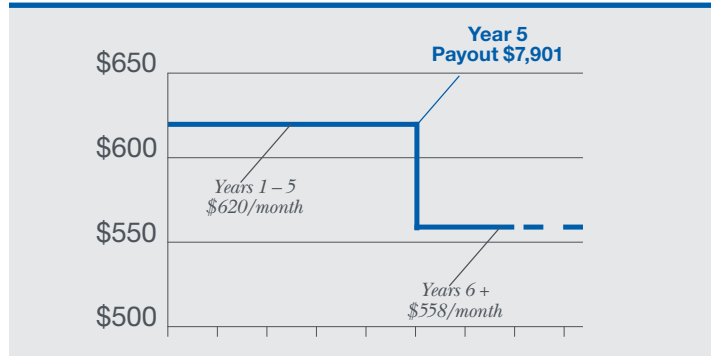 Year 5
Payout $7,901
$650
$600
Years 1 – 5
$620/month
$550
Years 6 +
$558/month
$500